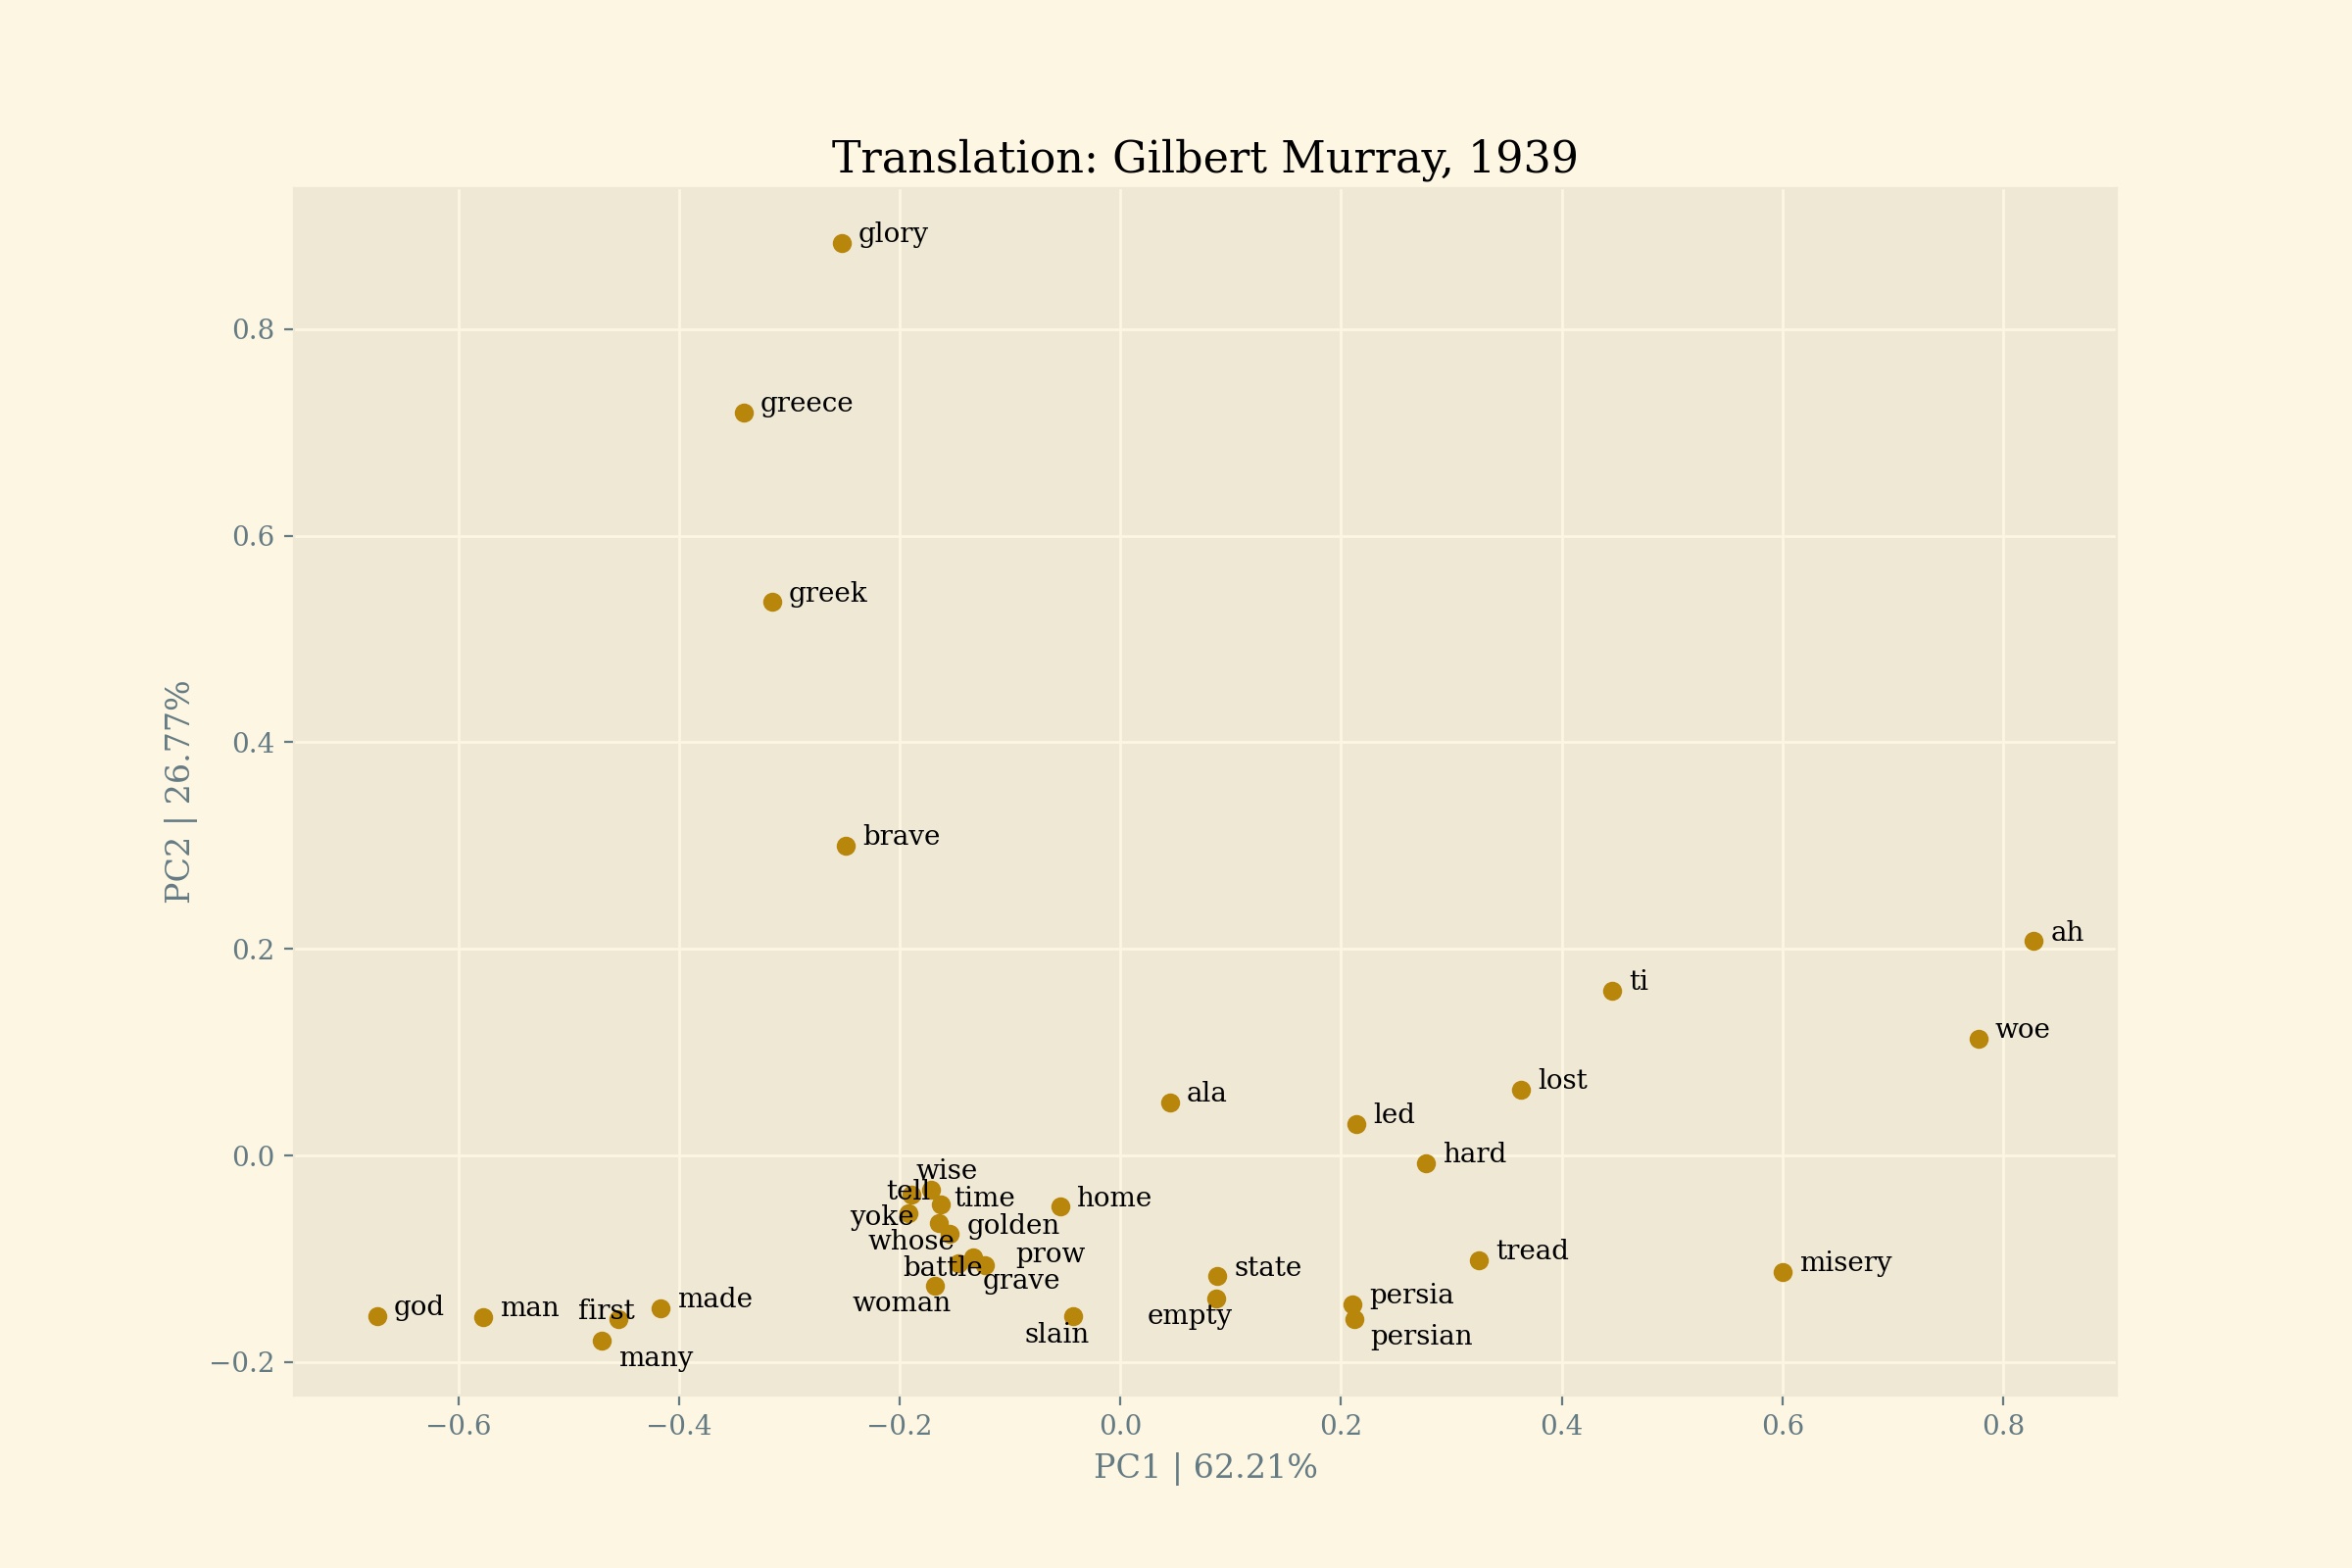 Translation: Gilbert Murray, 1939
glory
0.8
greece
0.6
greek
PC2 | 26.77%
0.4
brave
ah
0.2
ti
woe
lost
ala
led
0.0
hard
wise
tell
time
home
yoke
golden
whose
prow
tread
battle
state
misery
grave
woman
persia
god
man
first
made
empty
slain
persian
many
−0.2
−0.6
−0.4
−0.2
0.0
0.2
0.4
0.6
0.8
PC1 | 62.21%